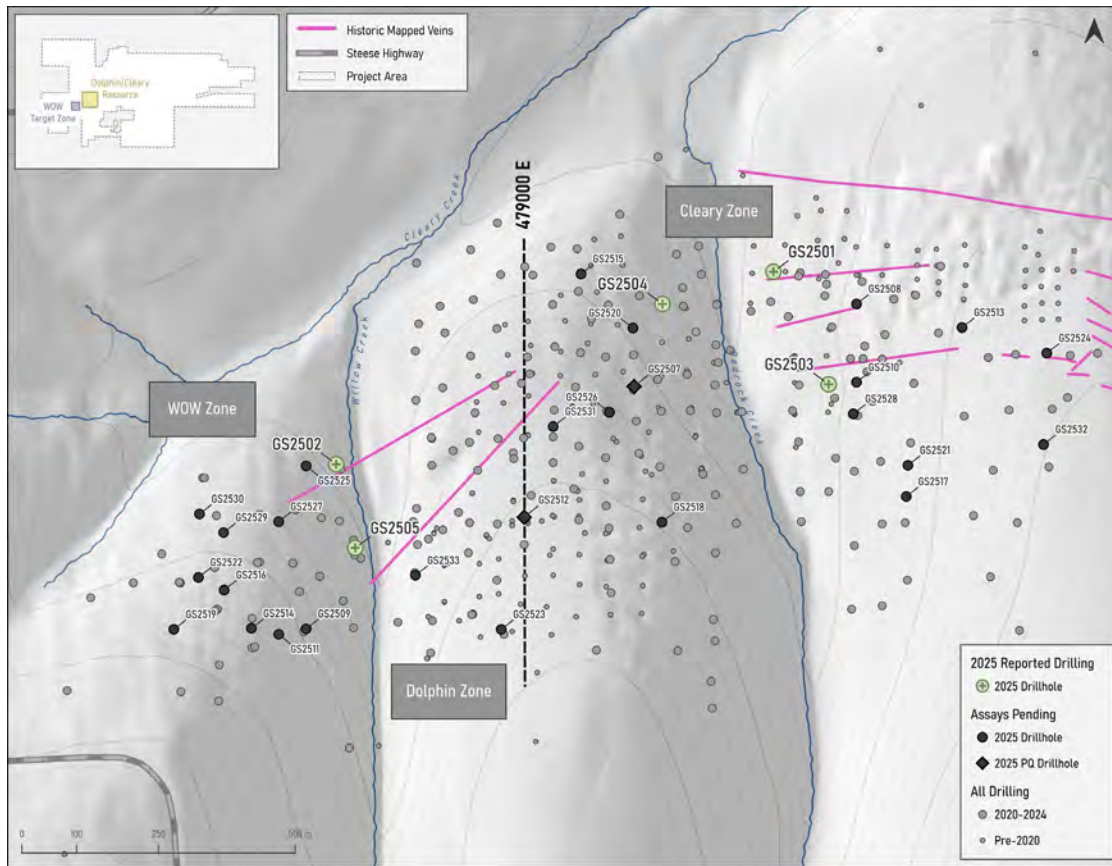 Historic Mapped Veins
Steese Highway
Project Area
Dolphin/Cleary
Resource
WOW
Target Zone
Cleary Creek
479000 E
Cleary Zone
GS2501
GS2515
GS2504
GS2508
GS2520
GS2513
GS2524
Willow Creek
Bedrock Creek
GS2503
GS2507
GS2510
WOW Zone
GS2526
GS2531
GS2528
GS2532
GS2502
GS2525
GS2521
GS2517
GS2530
GS2527
GS2512
GS2518
GS2529
GS2505
GS2522
GS2533
GS2516
GS2519
GS2514
GS2509
GS2523
GS2511
Dolphin Zone
2025 Reported Drilling
2025 Drillhole
Assays Pending
2025 Drillhole
2025 PQ Drillhole
All Drilling
2020-2024
Pre-2020
0 100 250 500 m